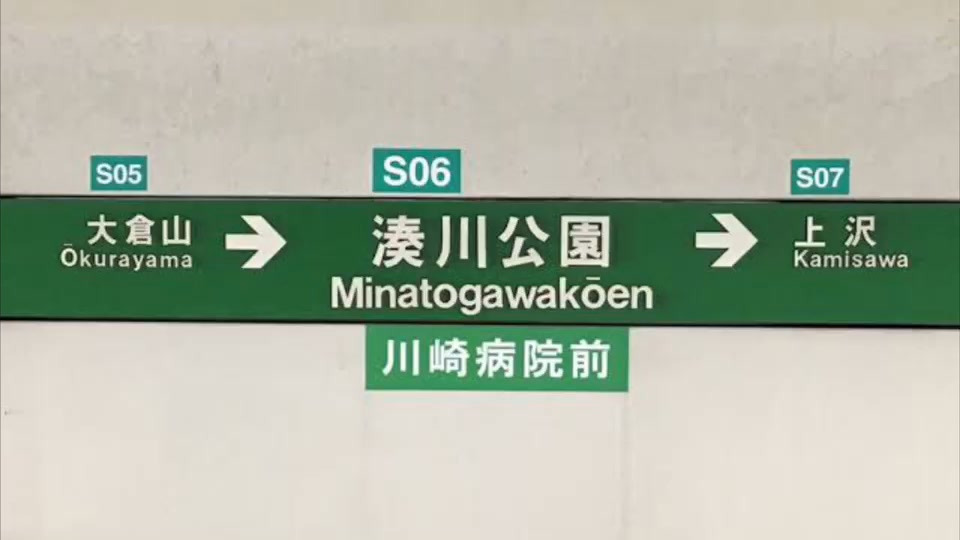 S05
大倉山
Ōkurayama
S06
湊川公園
Minatogawakōen
S07
上沢
Kamisawa
川崎病院前